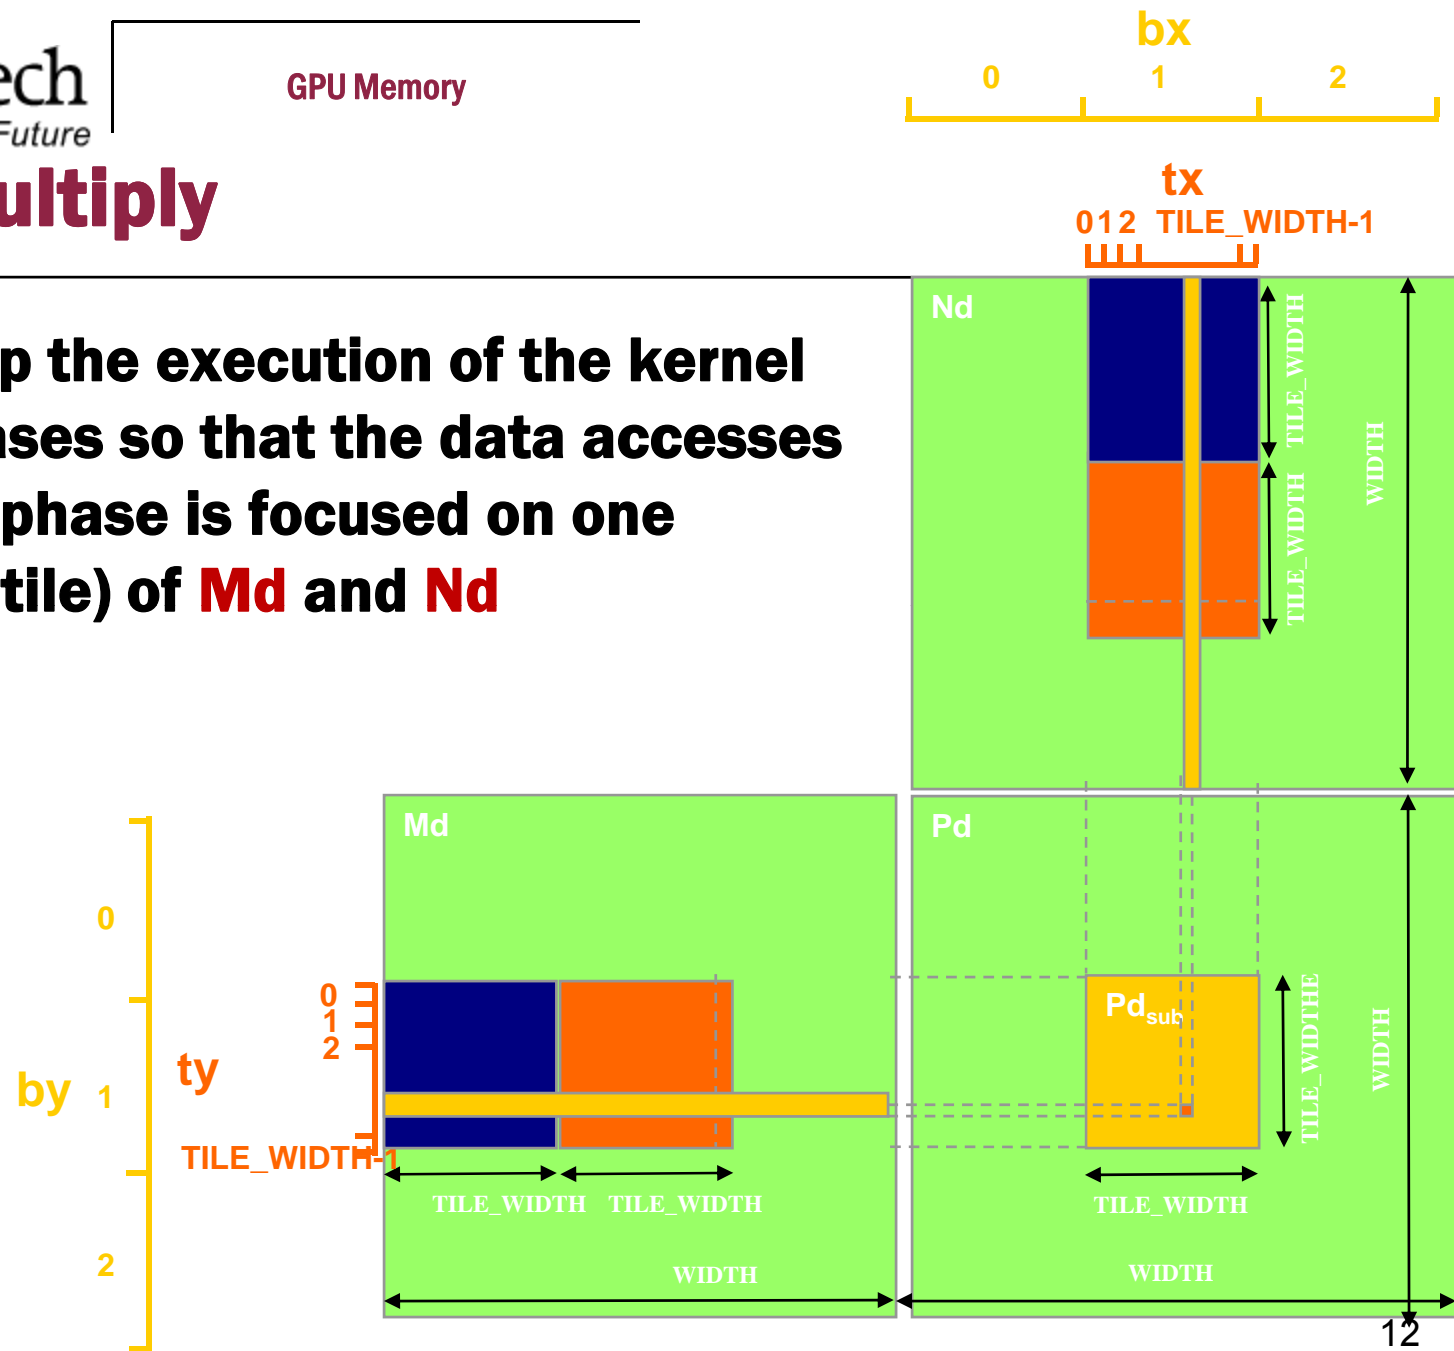 ech
Future
GPU Memory
ultiply
p the execution of the kernel
ases so that the data accesses
phase is focused on one
tile) of Md and Nd
bx
0 1 2
tx
0 1 2 TILE_WIDTH-1
Nd
TILE_WIDTH
TILE_WIDTH
WIDTH
Md
Pd
0
1
2
by
ty
0
1
2
TILE_WIDTH-1
TILE_WIDTH TILE_WIDTH
WIDTH
Pdsub
TILE_WIDTHE
WIDTH
TILE_WIDTH
WIDTH
12